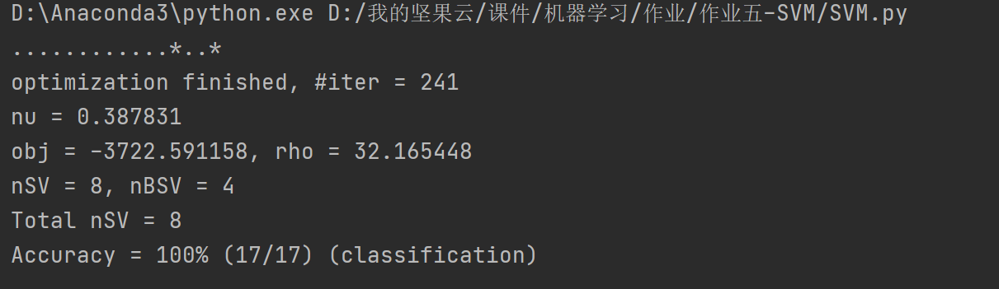 D:\Anaconda3\python.exe D:/我的坚果云/课件/机器学习/作业/作业五-SVM/SVM.py
............*..*
optimization finished, #iter = 241
nu = 0.387831
obj = -3722.591158, rho = 32.165448
nSV = 8, nBSV = 4
Total nSV = 8
Accuracy = 100% (17/17) (classification)